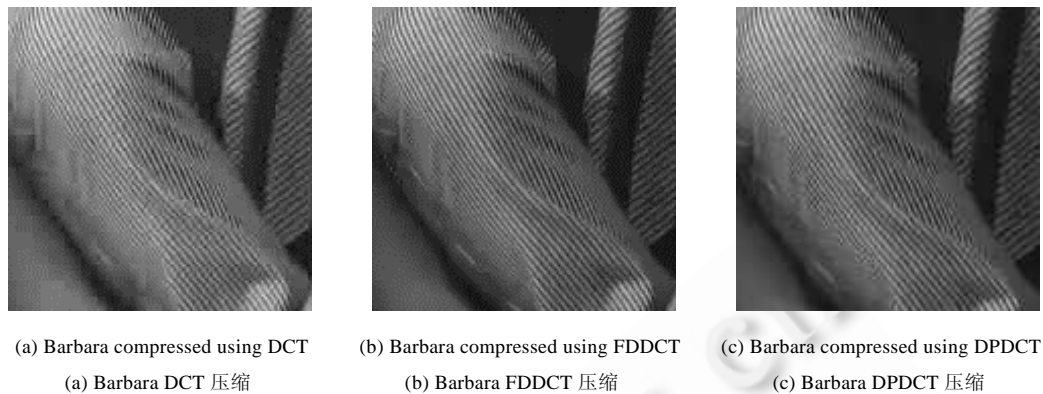 (a) Barbara compressed using DCT
(b) Barbara compressed using FDDCT
(c) Barbara compressed using DPDCT
(a) Barbara DCT 压缩
(b) Barbara FDDCT 压缩
(c) Barbara DPDCT 压缩